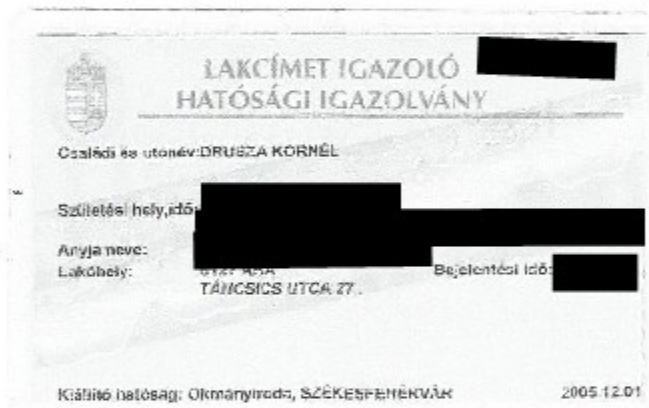 LAKCÍMET IGAZOLÓ
HATÓSÁGI IGAZOLVÁNY
Családi és utónév: DRUSZA KORNÉL
Születési hely, idő:
Anyja neve:
Lakóhely: ABA Bejelentési idő:
TÁNCSICS UTCA 27.
Kiállító hatóság: Okmányiroda, SZÉKESFEHÉRVÁR 2005.12.01